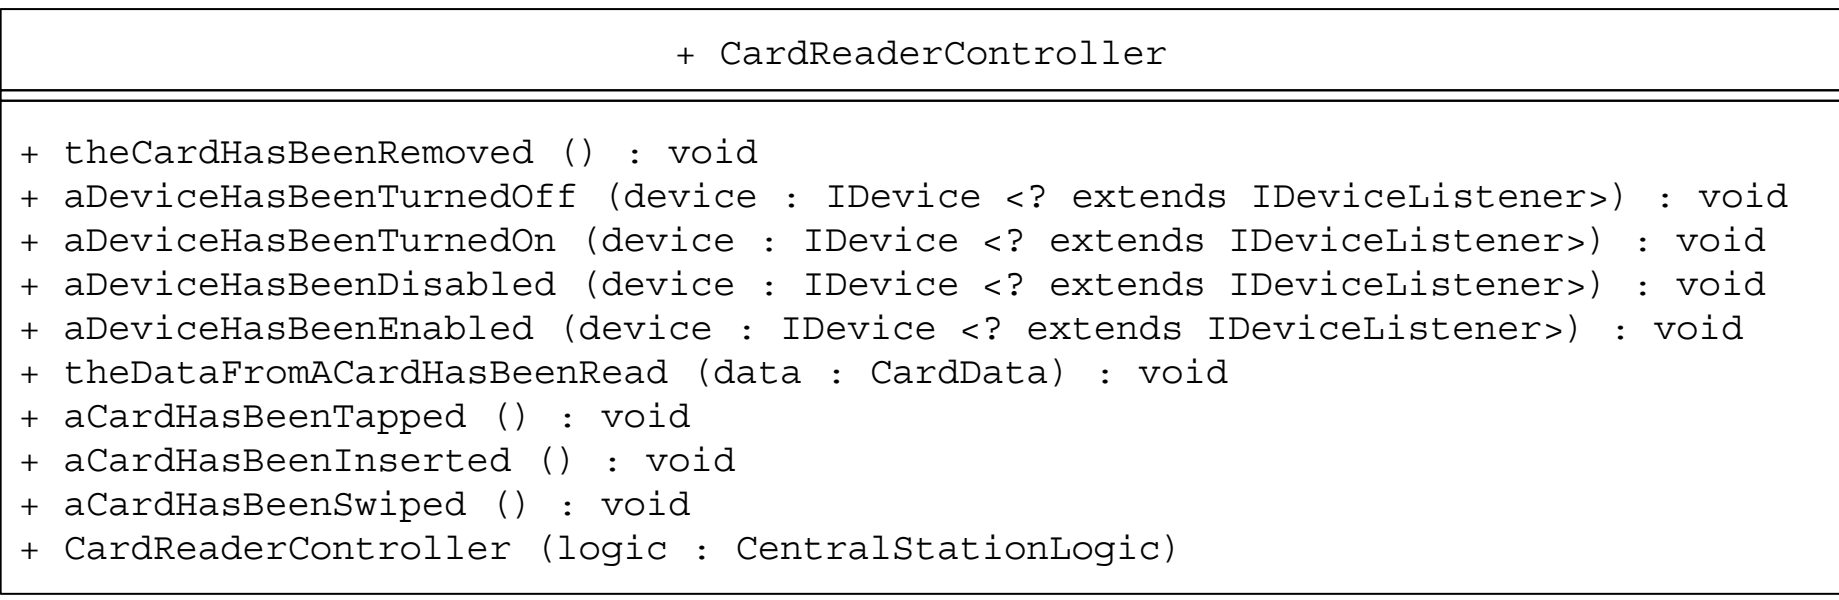 + CardReaderController
+ theCardHasBeenRemoved () : void
+ aDeviceHasBeenTurnedOff (device : IDevice <? extends IDeviceListener>) : void
+ aDeviceHasBeenTurnedOn (device : IDevice <? extends IDeviceListener>) : void
+ aDeviceHasBeenDisabled (device : IDevice <? extends IDeviceListener>) : void
+ aDeviceHasBeenEnabled (device : IDevice <? extends IDeviceListener>) : void
+ theDataFromACardHasBeenRead (data : CardData) : void
+ aCardHasBeenTapped () : void
+ aCardHasBeenInserted () : void
+ aCardHasBeenSwiped () : void
+ CardReaderController (logic : CentralStationLogic)